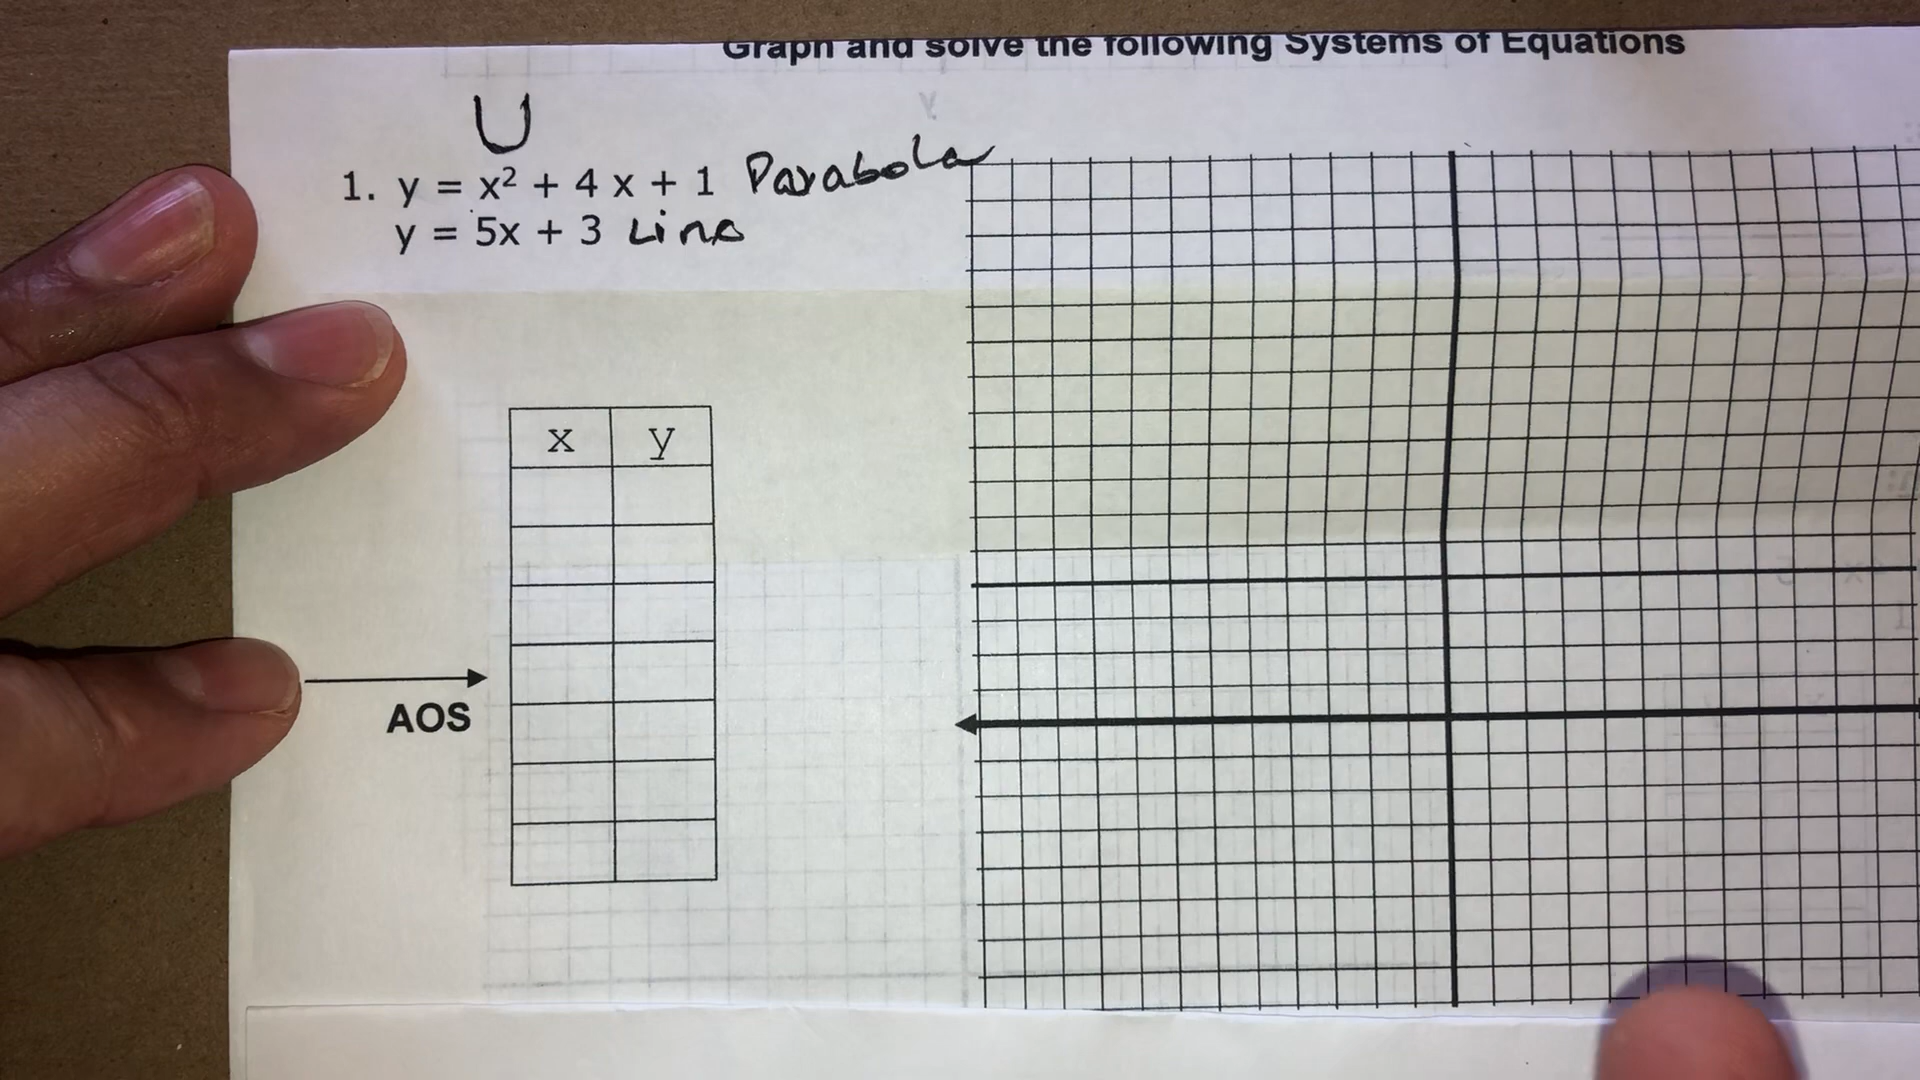 Graph and solve the following Systems of Equations
U
1. y = x² + 4 x + 1 Parabola
y = 5x + 3 Line
x y
AOS